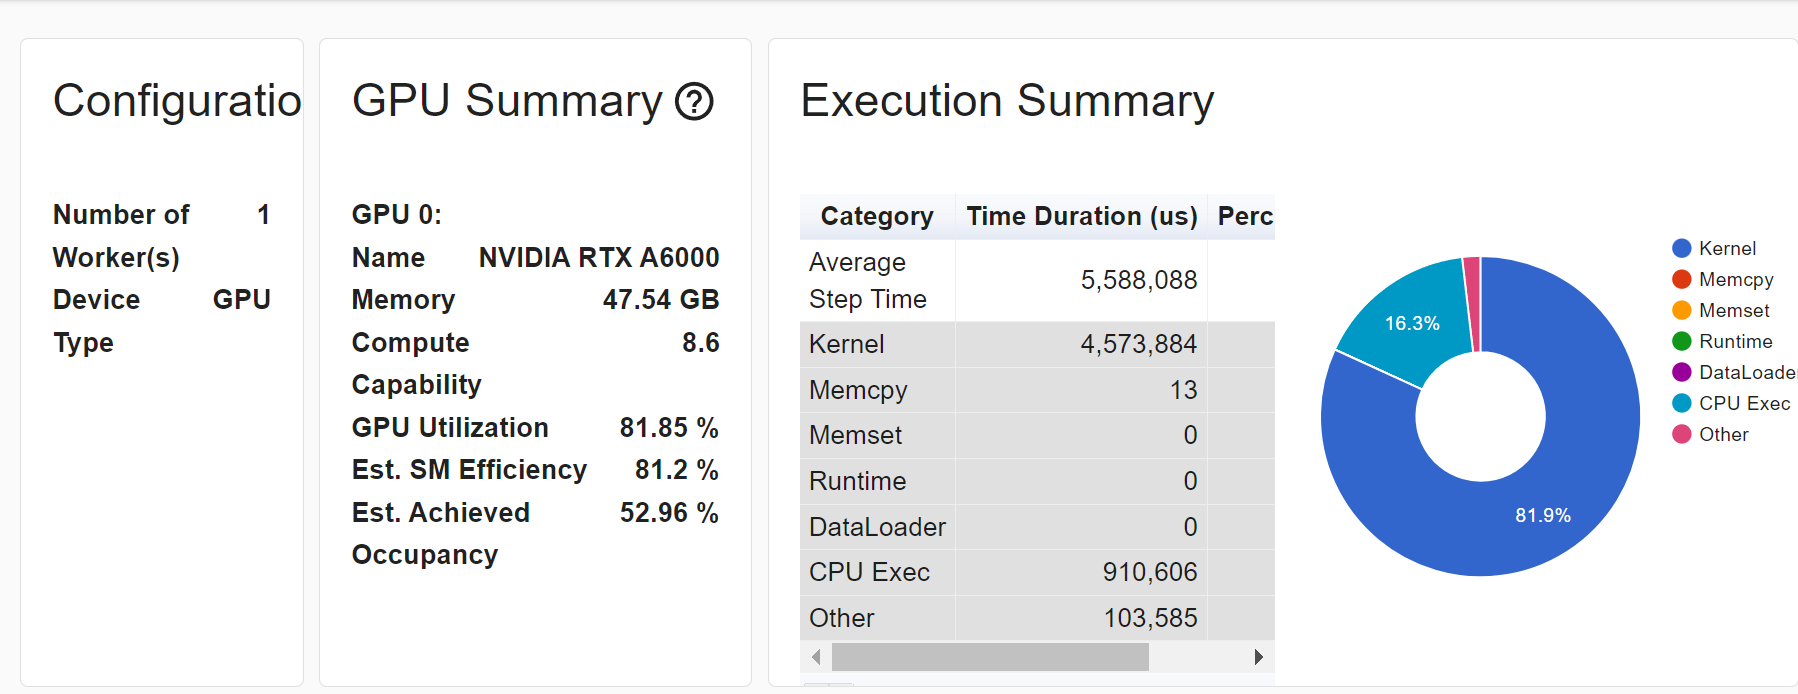 Configuratio
Number of 1
Worker(s)
Device GPU
Type
GPU Summary
GPU 0:
Name NVIDIA RTX A6000
Memory 47.54 GB
Compute 8.6
Capability
GPU Utilization 81.85 %
Est. SM Efficiency 81.2 %
Est. Achieved 52.96 %
Occupancy
Execution Summary
Category Time Duration (us) Perc
Average
Step Time 5,588,088
Kernel 4,573,884
Memcpy 13
Memset 0
Runtime 0
DataLoader 0
CPU Exec 910,606
Other 103,585
16.3%
81.9%
Kernel
Memcpy
Memset
Runtime
DataLoade
CPU Exec
Other